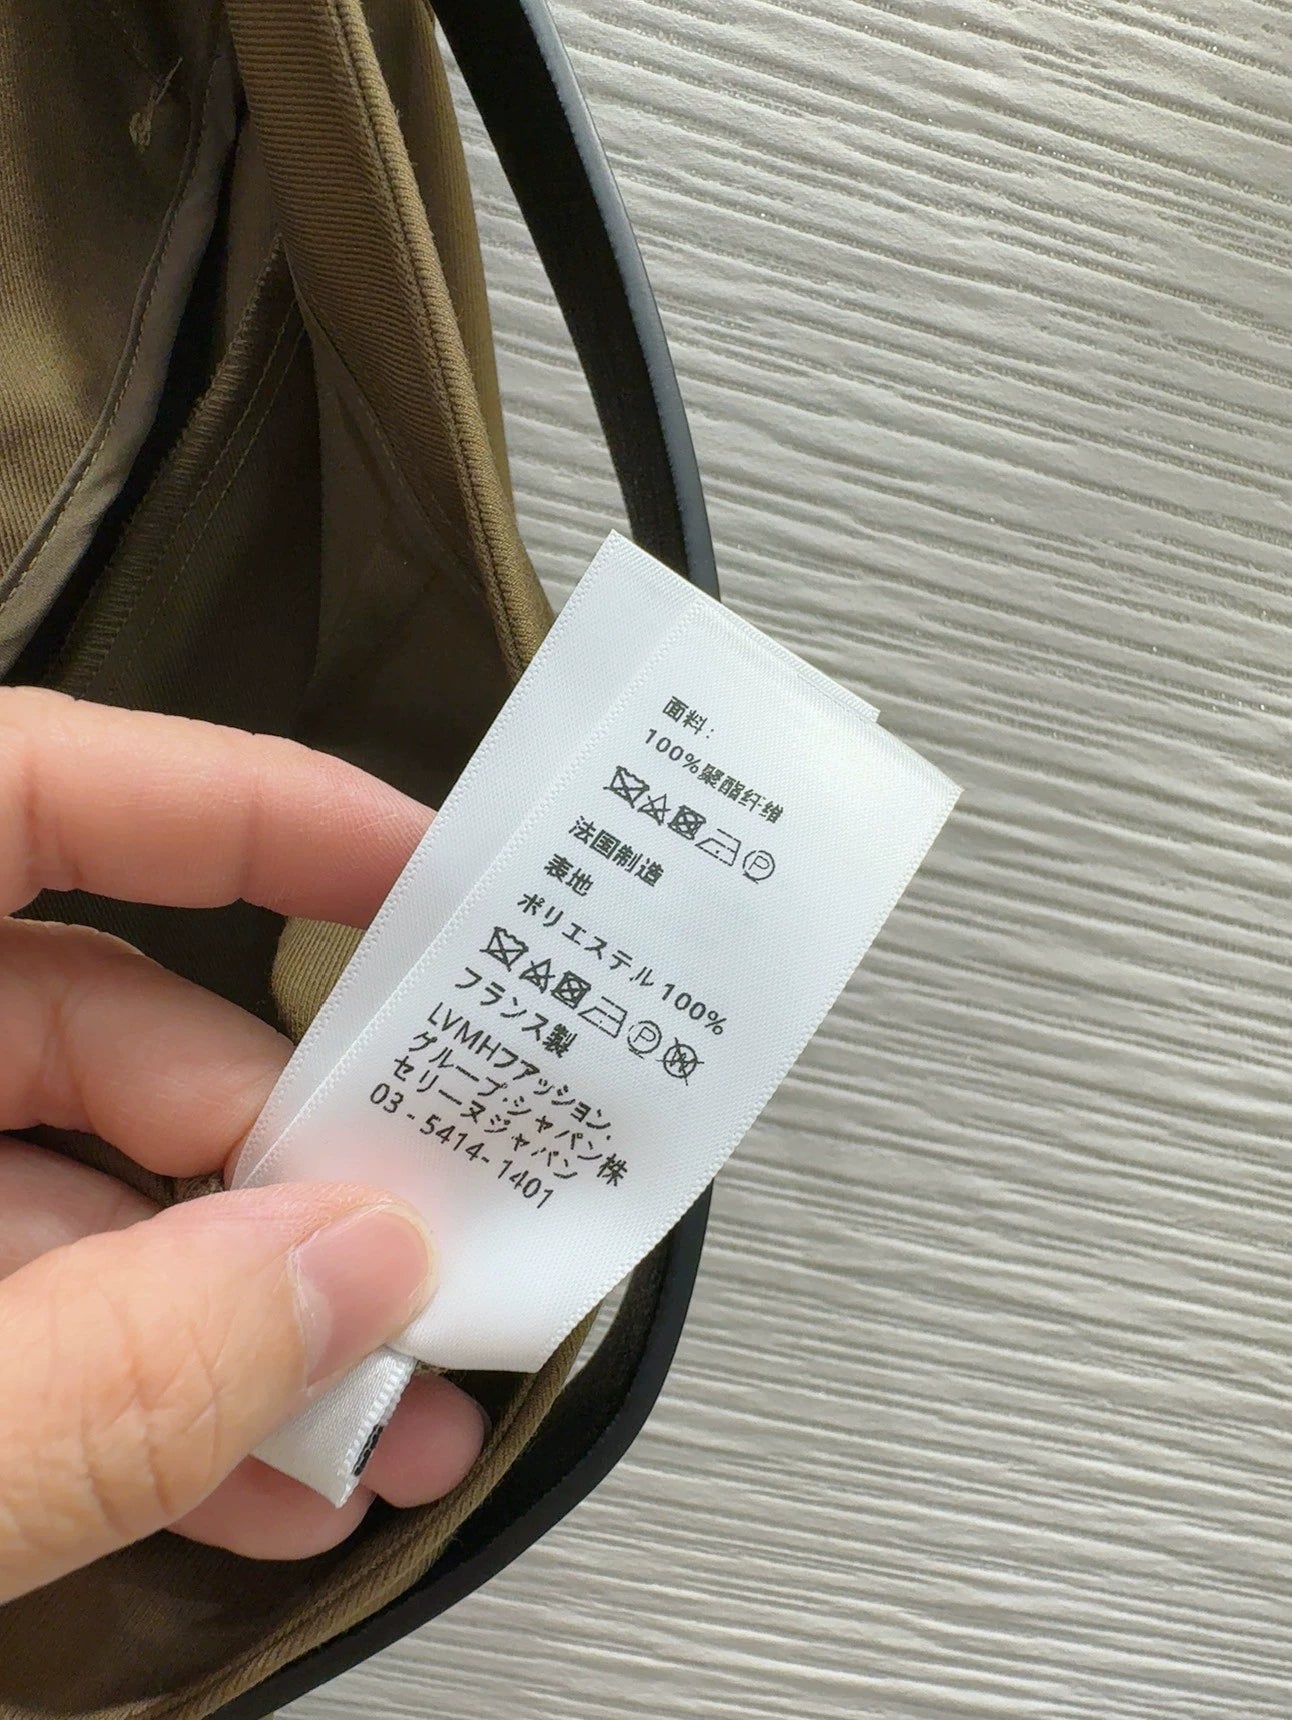 面料:
100%聚酯纤维
P
法国制造
表地
ポリエステル 100%
P W
フランス製
LVMHファッション.
グループ.ジャパン株
セリーヌジャパン
03 - 5414- 1401